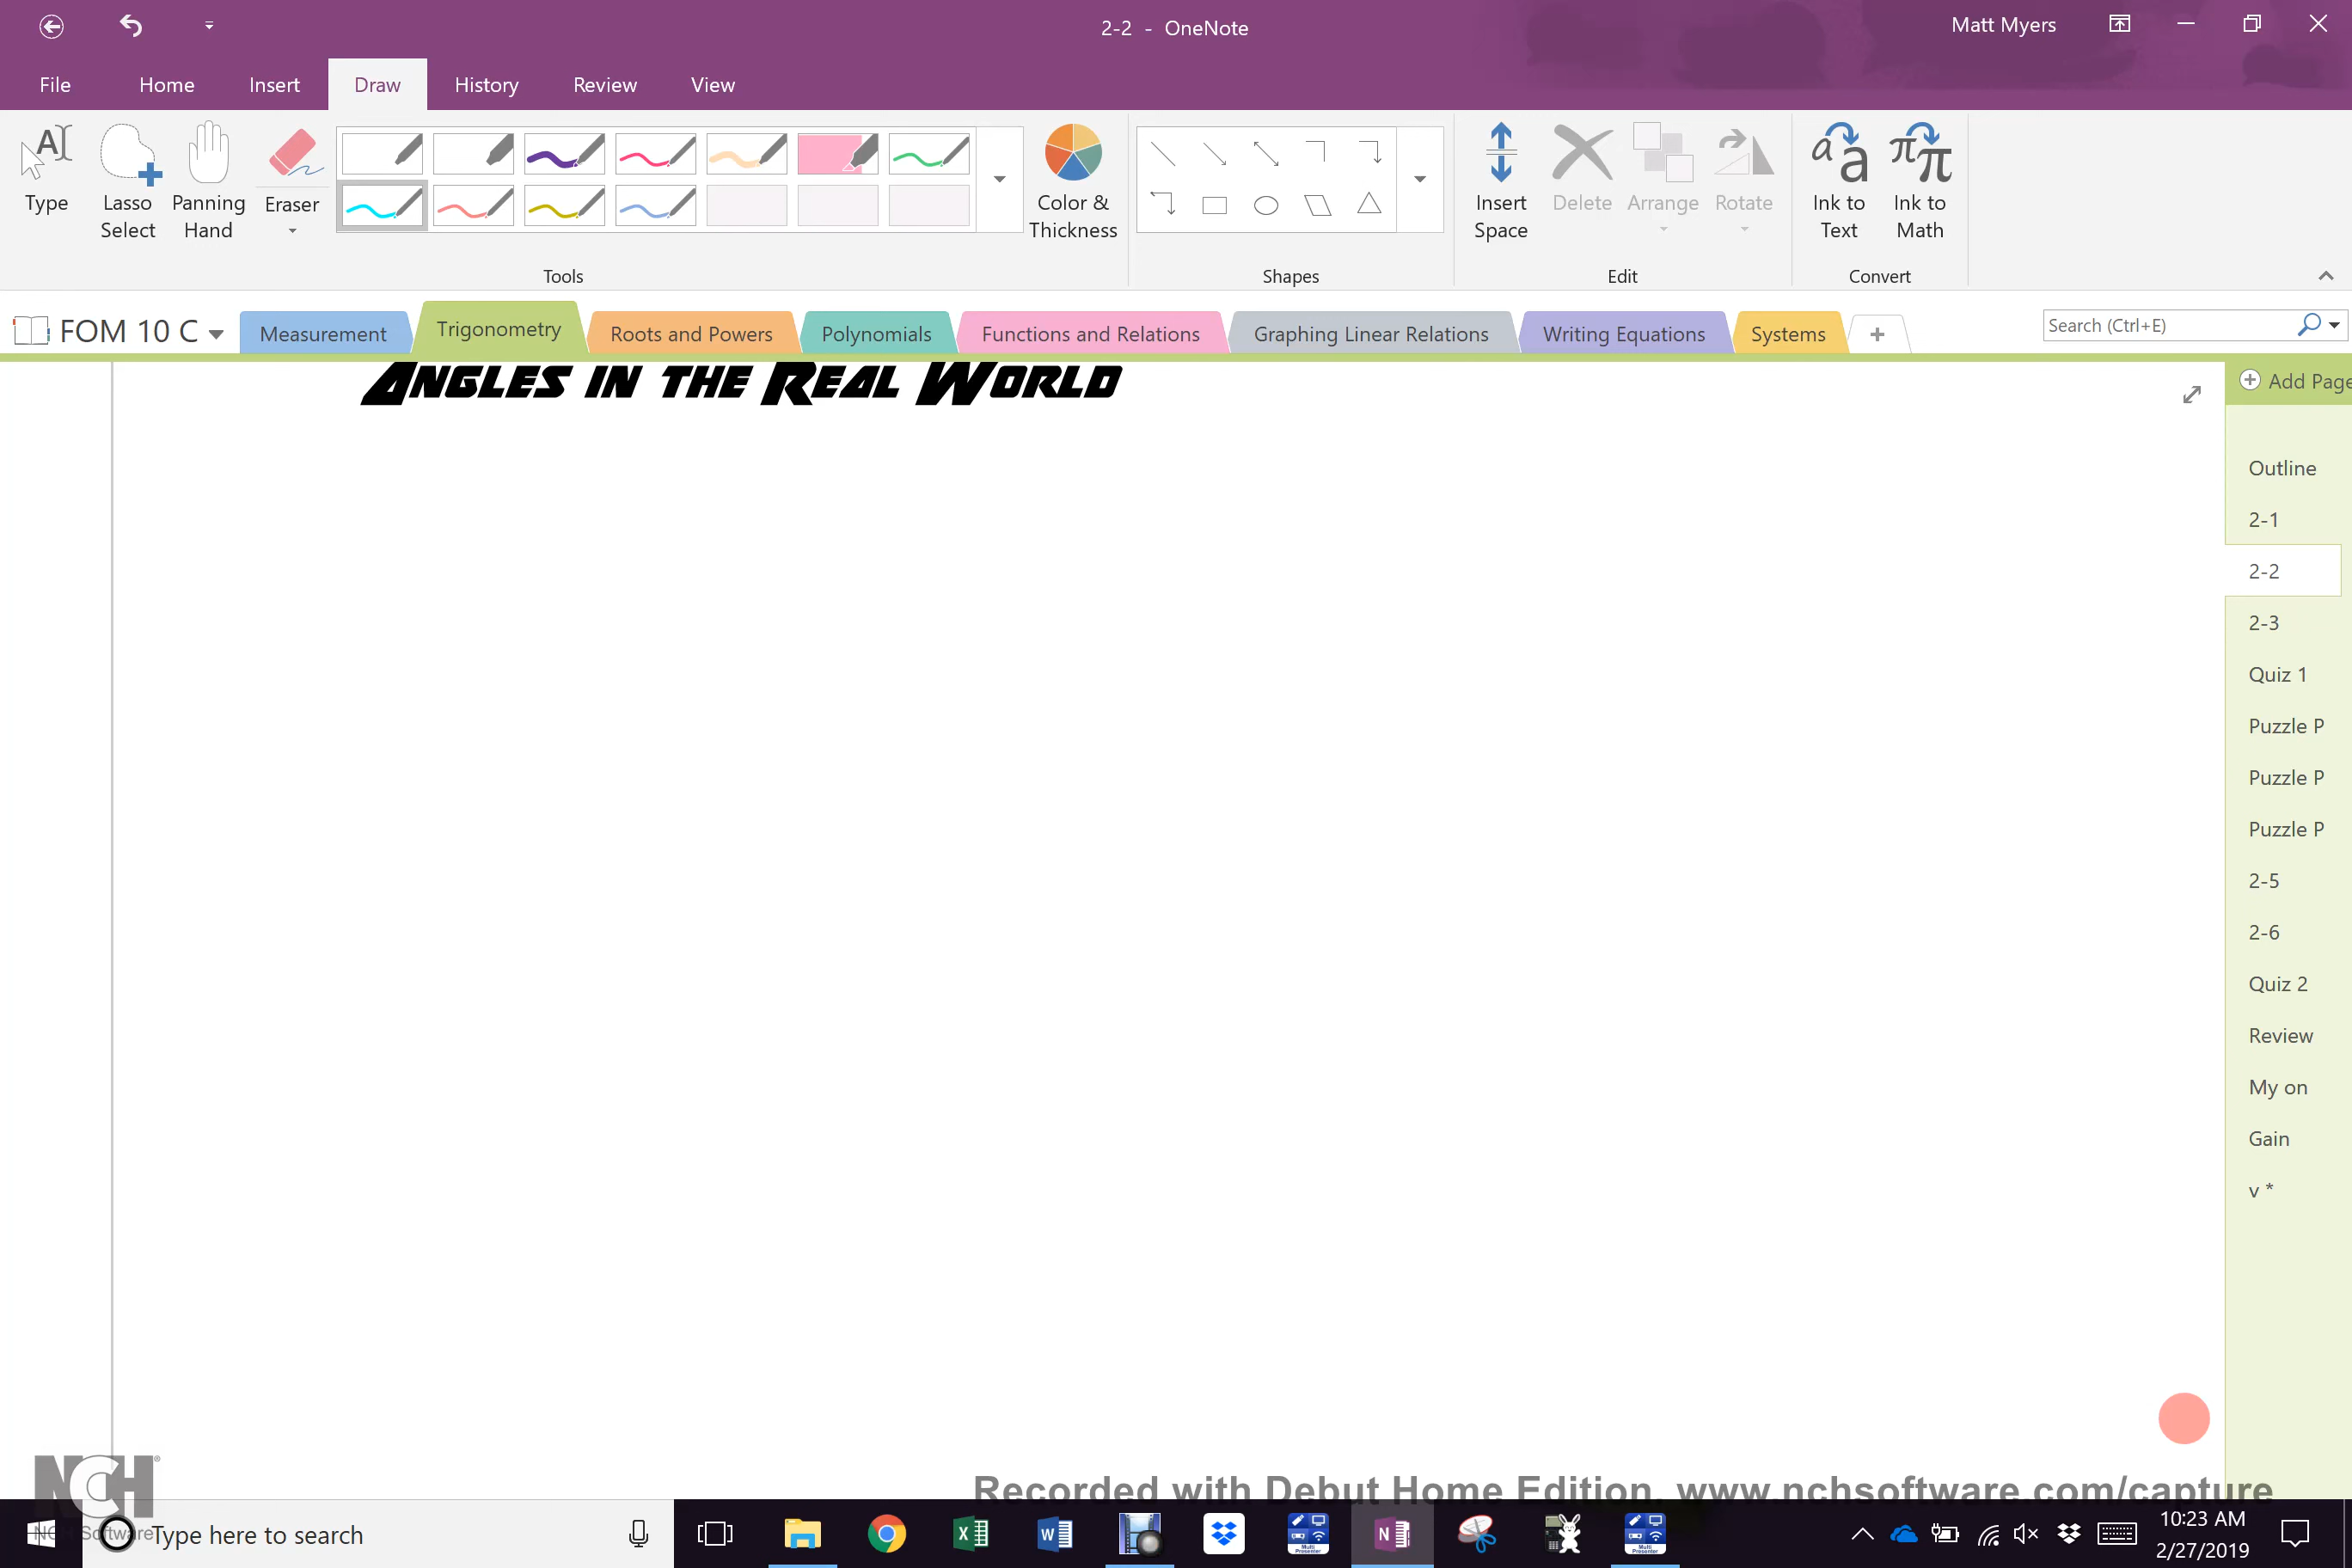 2-2 - OneNote
Matt Myers
File Home Insert Draw History Review View
Type
Lasso Select
Panning Hand
Eraser
Color & Thickness
Insert Space
Delete
Arrange
Rotate
Ink to Text
Ink to Math
Tools
Shapes
Edit
Convert
FOM 10 C
Measurement
Trigonometry
Roots and Powers
Polynomials
Functions and Relations
Graphing Linear Relations
Writing Equations
Systems
Search (Ctrl+E)
ANGLES IN THE REAL WORLD
Add Page
Outline
2-1
2-2
2-3
Quiz 1
Puzzle P
Puzzle P
Puzzle P
2-5
2-6
Quiz 2
Review
My on
Gain
v *
NCH
NCH Software
Recorded with Debut Home Edition. www.nchsoftware.com/capture
Type here to search
10:23 AM
2/27/2019